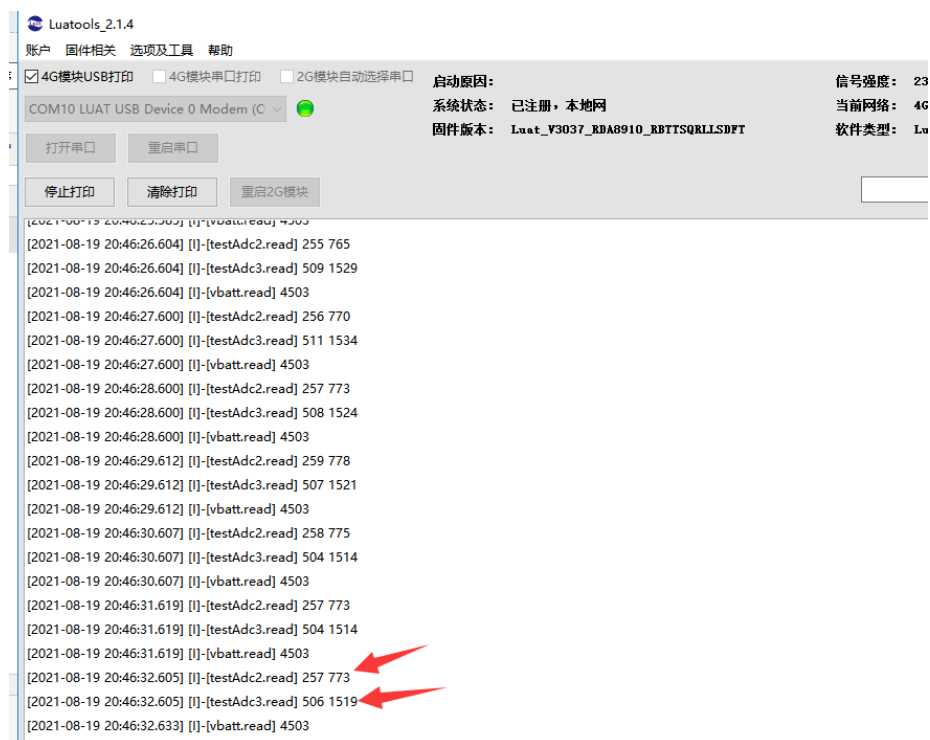 Luatools_2.1.4
账户 固件相关 选项及工具 帮助
4G模块USB打印 4G模块串口打印 2G模块自动选择串口
COM10 LUAT USB Device 0 Modem (C
打开串口 重启串口
停止打印 清除打印 重启2G模块
启动原因:
系统状态: 已注册，本地网
固件版本: Luat_V3037_RDA8910_RBTTSQRLLSDFT
信号强度: 23
当前网络: 4G
软件类型: Lu
[2021-08-19 20:46:25.585] [I]-[vbatt.read] 4503
[2021-08-19 20:46:26.604] [I]-[testAdc2.read] 255 765
[2021-08-19 20:46:26.604] [I]-[testAdc3.read] 509 1529
[2021-08-19 20:46:26.604] [I]-[vbatt.read] 4503
[2021-08-19 20:46:27.600] [I]-[testAdc2.read] 256 770
[2021-08-19 20:46:27.600] [I]-[testAdc3.read] 511 1534
[2021-08-19 20:46:27.600] [I]-[vbatt.read] 4503
[2021-08-19 20:46:28.600] [I]-[testAdc2.read] 257 773
[2021-08-19 20:46:28.600] [I]-[testAdc3.read] 508 1524
[2021-08-19 20:46:28.600] [I]-[vbatt.read] 4503
[2021-08-19 20:46:29.612] [I]-[testAdc2.read] 259 778
[2021-08-19 20:46:29.612] [I]-[testAdc3.read] 507 1521
[2021-08-19 20:46:29.612] [I]-[vbatt.read] 4503
[2021-08-19 20:46:30.607] [I]-[testAdc2.read] 258 775
[2021-08-19 20:46:30.607] [I]-[testAdc3.read] 504 1514
[2021-08-19 20:46:30.607] [I]-[vbatt.read] 4503
[2021-08-19 20:46:31.619] [I]-[testAdc2.read] 257 773
[2021-08-19 20:46:31.619] [I]-[testAdc3.read] 504 1514
[2021-08-19 20:46:31.619] [I]-[vbatt.read] 4503
[2021-08-19 20:46:32.605] [I]-[testAdc2.read] 257 773
[2021-08-19 20:46:32.605] [I]-[testAdc3.read] 506 1519
[2021-08-19 20:46:32.633] [I]-[vbatt.read] 4503